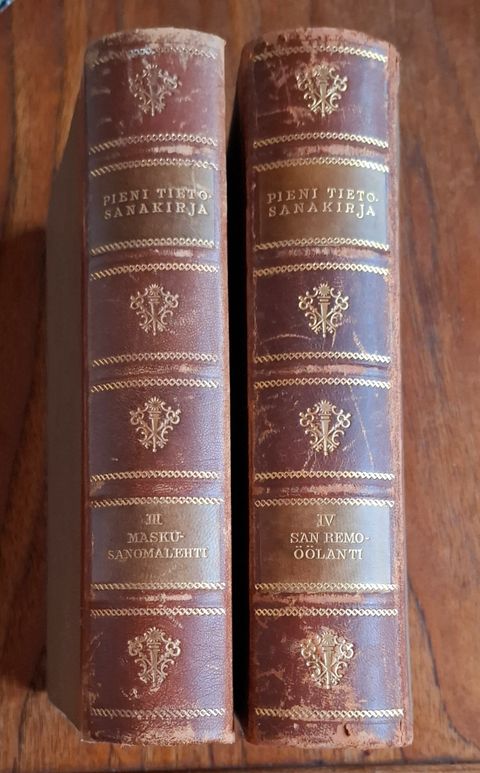 PIENI TIETO-
SANAKIRJA
III
MASKU-
SANOMALEHTI
PIENI TIETO-
SANAKIRJA
IV
SAN REMO-
ÖÖLANTI